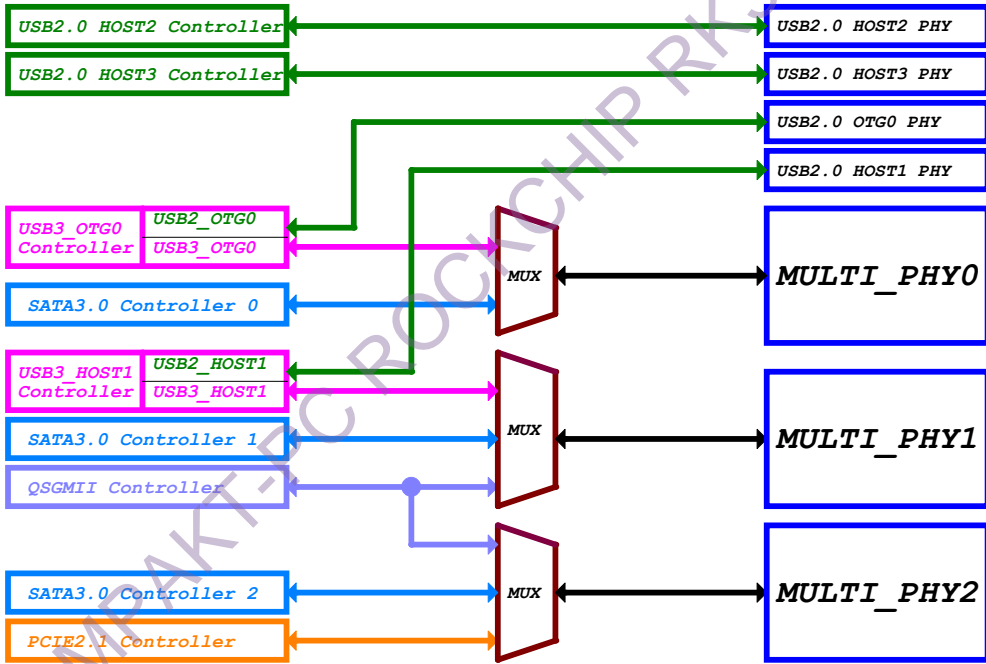 USB2.0 HOST2 Controller
USB2.0 HOST2 PHY
USB2.0 HOST3 Controller
USB2.0 HOST3 PHY
USB2.0 OTG0 PHY
USB2.0 HOST1 PHY
USB3_OTG0
Controller
USB2_OTG0
USB3_OTG0
MUX
MULTI_PHY0
SATA3.0 Controller 0
USB3_HOST1
Controller
USB2_HOST1
USB3_HOST1
MUX
MULTI_PHY1
SATA3.0 Controller 1
QSGMII Controller
SATA3.0 Controller 2
MUX
MULTI_PHY2
PCIE2.1 Controller
MPAKT-PC ROCKCHIP RK3